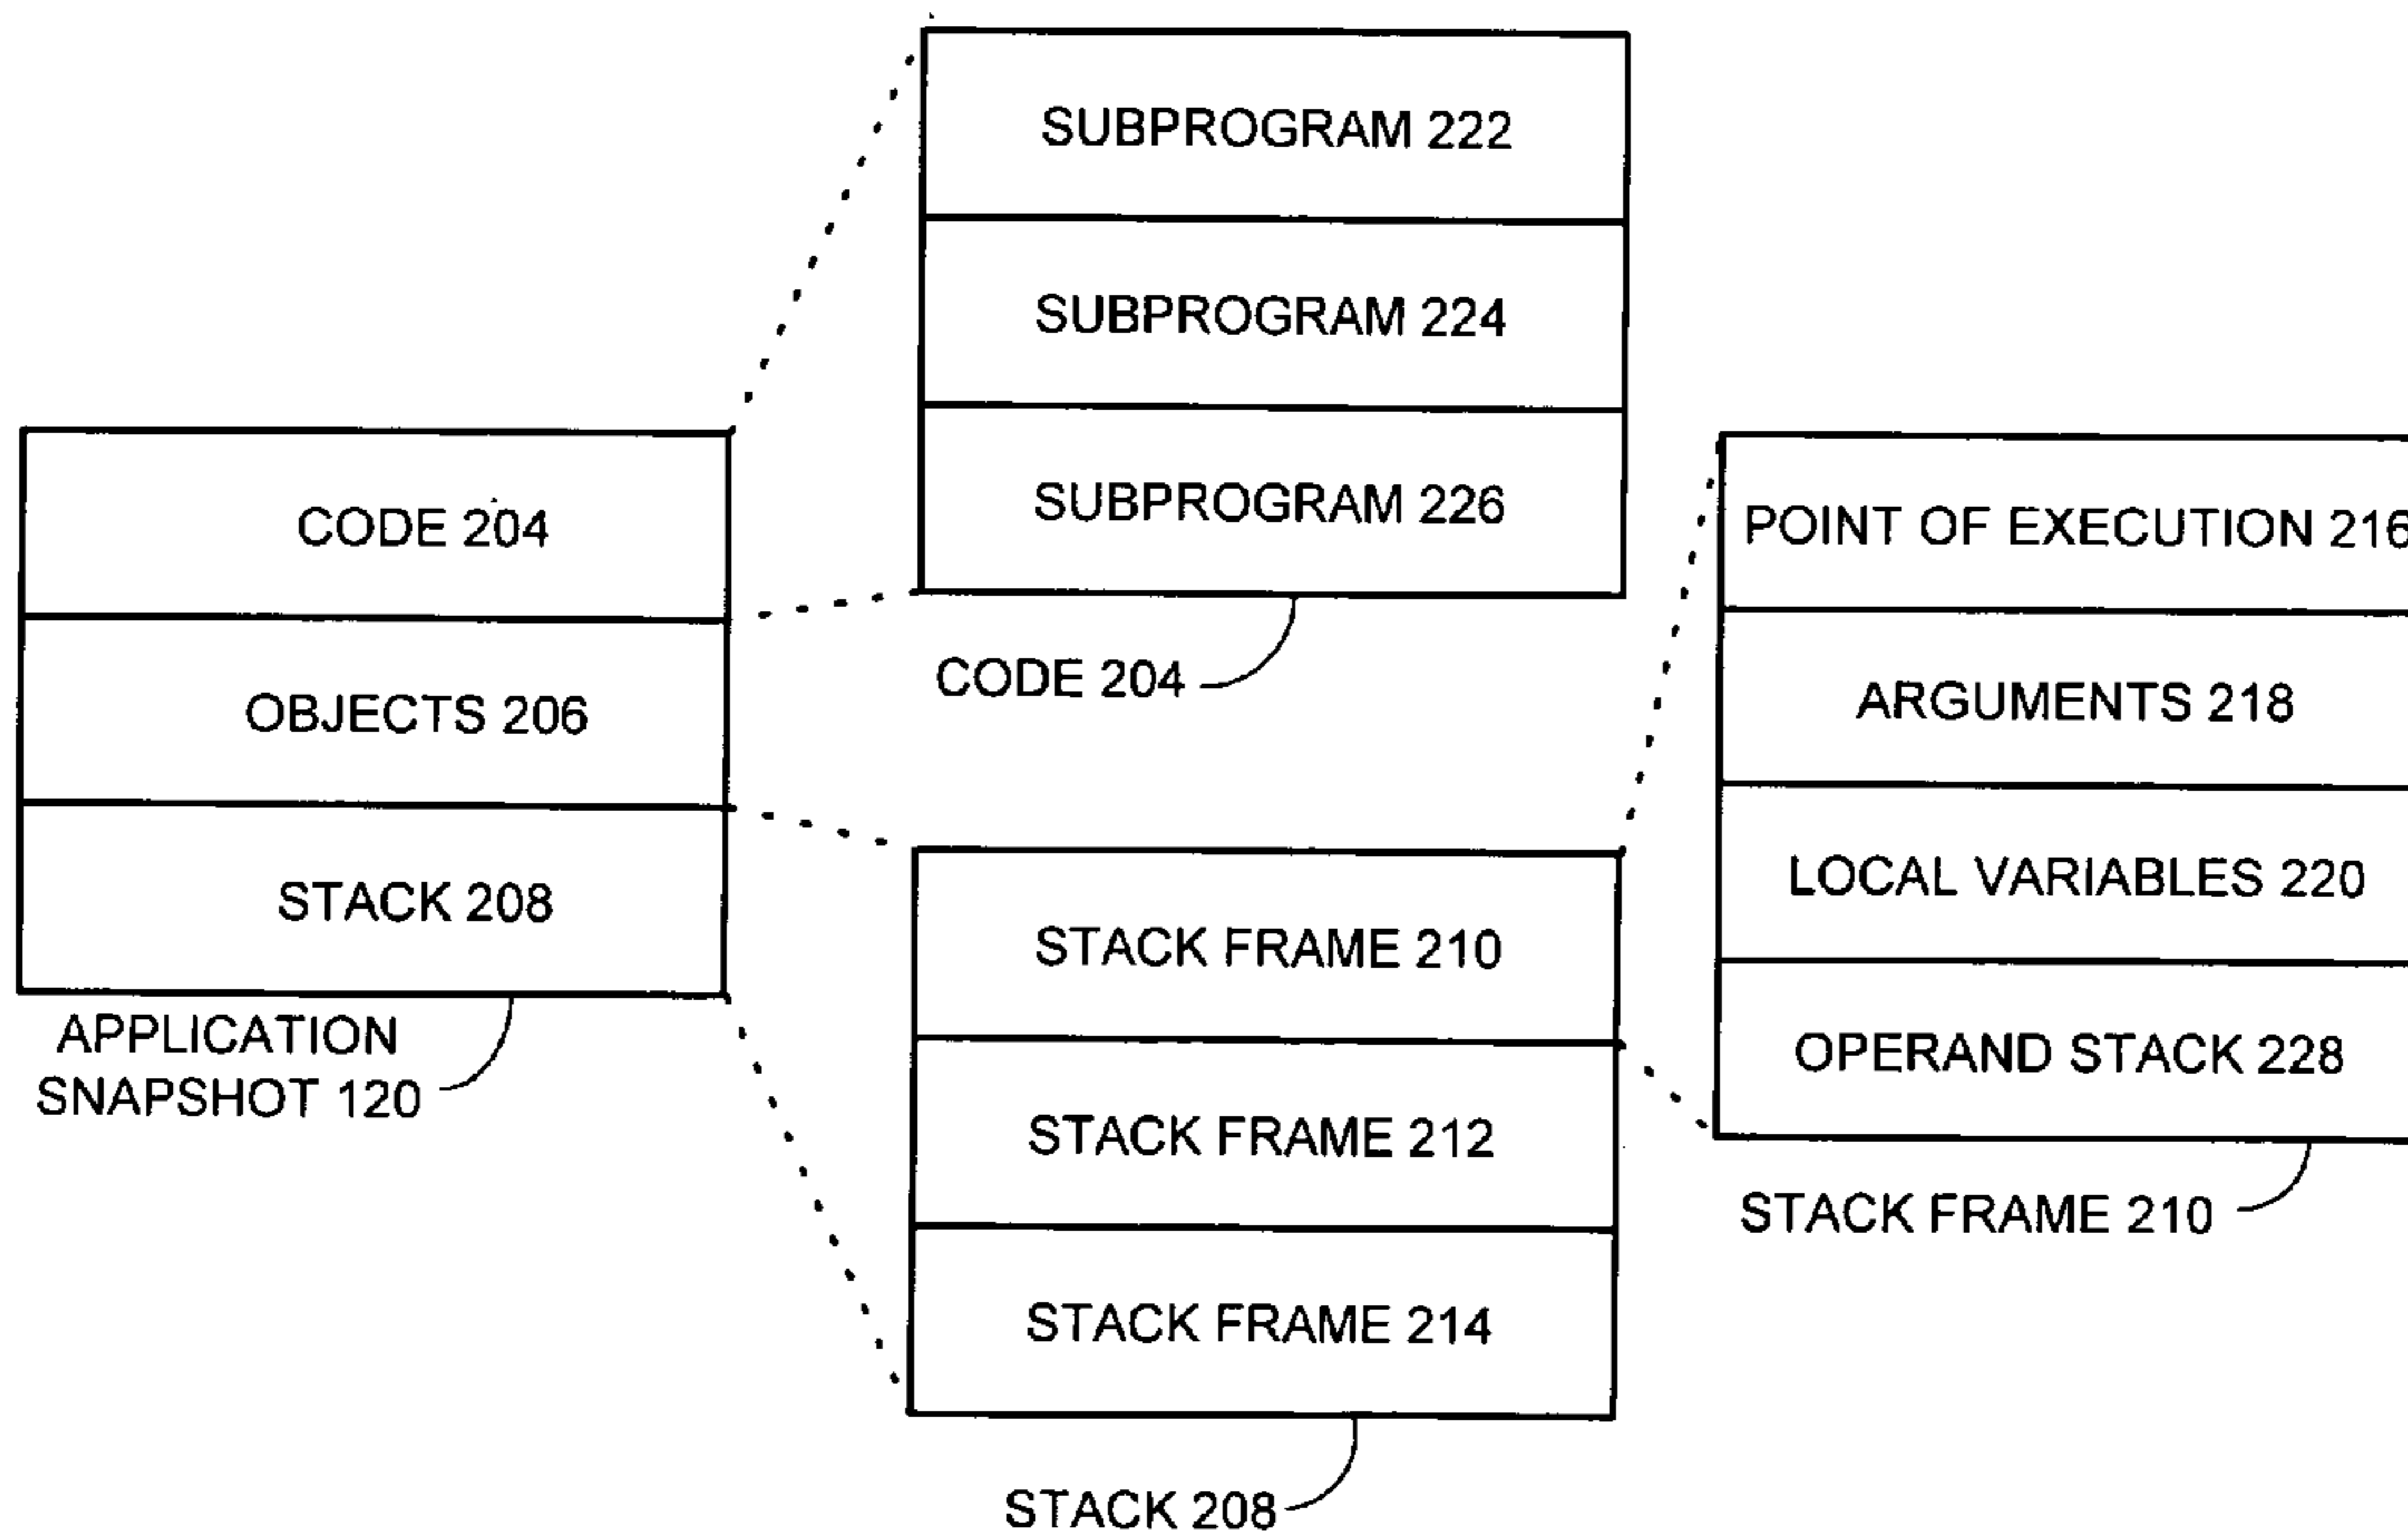 SUBPROGRAM 222
SUBPROGRAM 224
SUBPROGRAM 226
CODE 204
CODE 204
OBJECTS 206
STACK 208
APPLICATION
SNAPSHOT 120
POINT OF EXECUTION 216
ARGUMENTS 218
LOCAL VARIABLES 220
OPERAND STACK 228
STACK FRAME 210
STACK FRAME 210
STACK FRAME 212
STACK FRAME 214
STACK 208